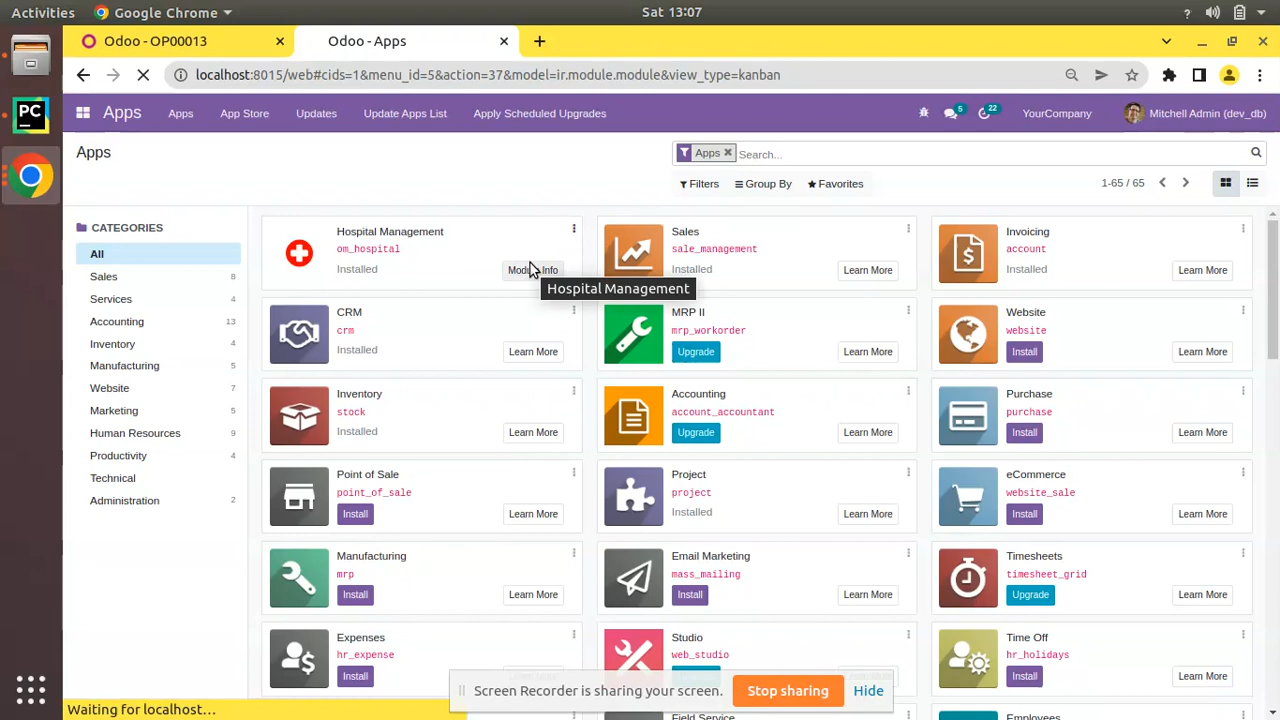 Activities
Google Chrome
Sat 13:07
?
Odoo - OP00013
Odoo - Apps
localhost:8015/web#cids=1&menu_id=5&action=37&model=ir.module.module&view_type=kanban
Apps
Apps
App Store
Updates
Update Apps List
Apply Scheduled Upgrades
5
22
YourCompany
Mitchell Admin (dev_db)
Apps
Apps
Search...
Filters
Group By
Favorites
1-65 / 65
CATEGORIES
All
Sales 8
Services 4
Accounting 13
Inventory 4
Manufacturing 5
Website 7
Marketing 5
Human Resources 9
Productivity 4
Technical
Administration 2
Hospital Management
om_hospital
Installed
Module Info
Hospital Management
Sales
sale_management
Installed
Learn More
Invoicing
account
Installed
Learn More
CRM
crm
Installed
Learn More
MRP II
mrp_workorder
Upgrade
Learn More
Website
website
Install
Learn More
Inventory
stock
Installed
Learn More
Accounting
account_accountant
Upgrade
Learn More
Purchase
purchase
Install
Learn More
Point of Sale
point_of_sale
Install
Learn More
Project
project
Installed
Learn More
eCommerce
website_sale
Install
Learn More
Manufacturing
mrp
Install
Learn More
Email Marketing
mass_mailing
Install
Learn More
Timesheets
timesheet_grid
Upgrade
Learn More
Expenses
hr_expense
Install
Studio
web_studio
Time Off
hr_holidays
Install
Learn More
Screen Recorder is sharing your screen.
Stop sharing
Hide
Waiting for localhost...
Field Service
Employees
PC